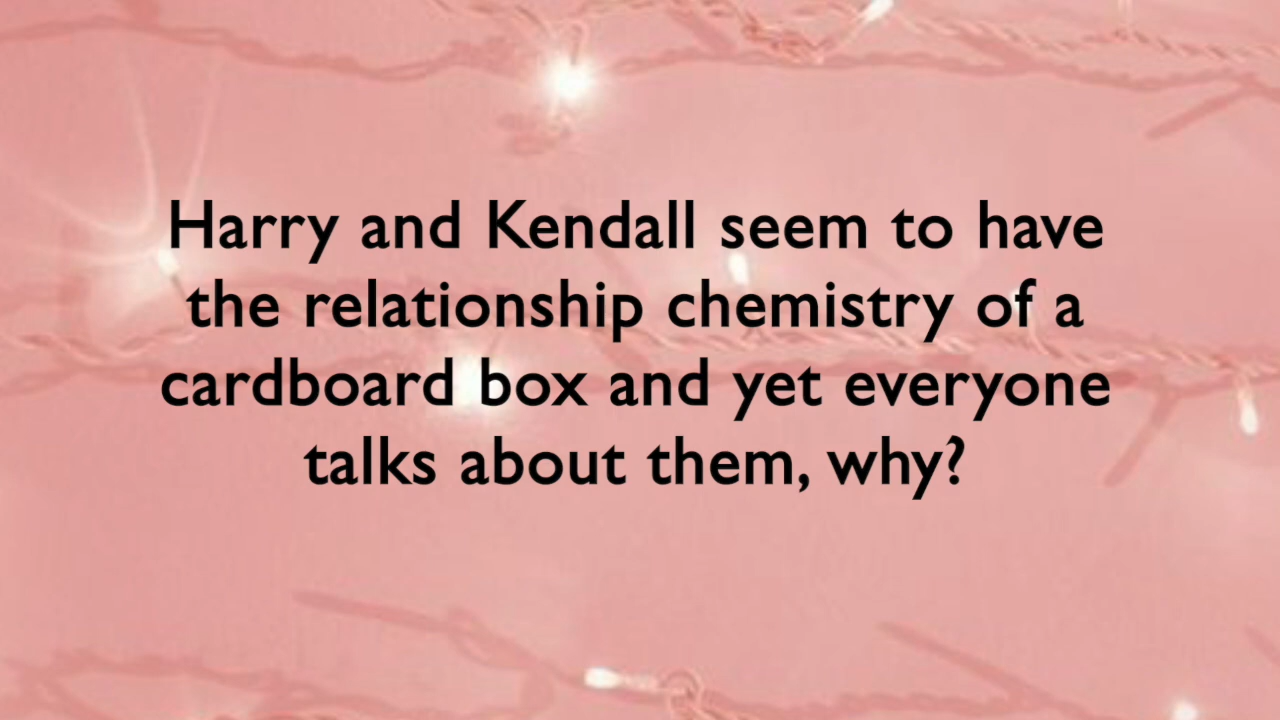 Harry and Kendall seem to have
the relationship chemistry of a
cardboard box and yet everyone
talks about them, why?